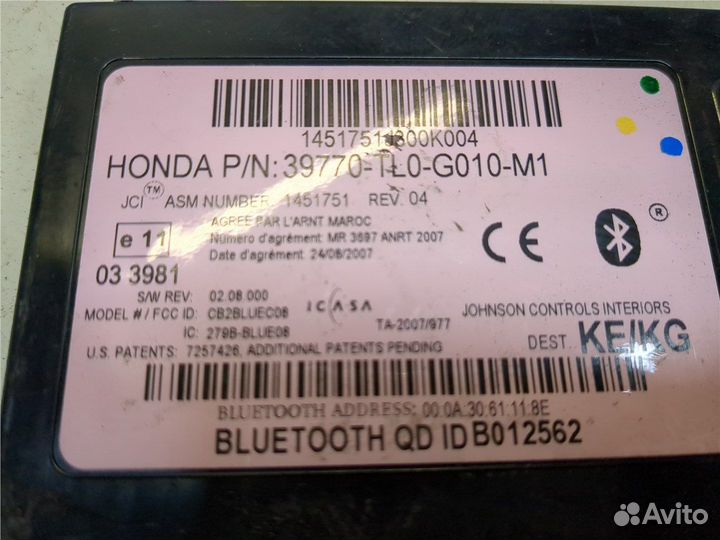 14517511800K004
HONDA P/N: 39770-TL0-G010-M1
JCI™ ASM NUMBER: 1451751 REV. 04
e 11
AGREE PAR L'ARNT MAROC
Numéro d'agrément: MR 3697 ANRT 2007
Date d'agrément: 24/08/2007
CE
®
03 3981
S/W REV: 02.08.000
MODEL # / FCC ID: CB2BLUEC08
ICASA
JOHNSON CONTROLS INTERIORS
IC: 279B-BLUE08
TA-2007/977
DEST. KE/KG
U.S. PATENTS: 7257426, ADDITIONAL PATENTS PENDING
BLUETOOTH ADDRESS: 00:0A:30:61:11:8E
BLUETOOTH QD ID B012562
Avito